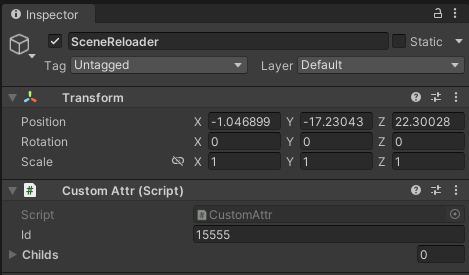 Inspector
SceneReloader Static
Tag Untagged Layer Default
Transform
Position X -1.046899 Y -17.23043 Z 22.30028
Rotation X 0 Y 0 Z 0
Scale X 1 Y 1 Z 1
# Custom Attr (Script)
Script # CustomAttr
Id 15555
Childs 0